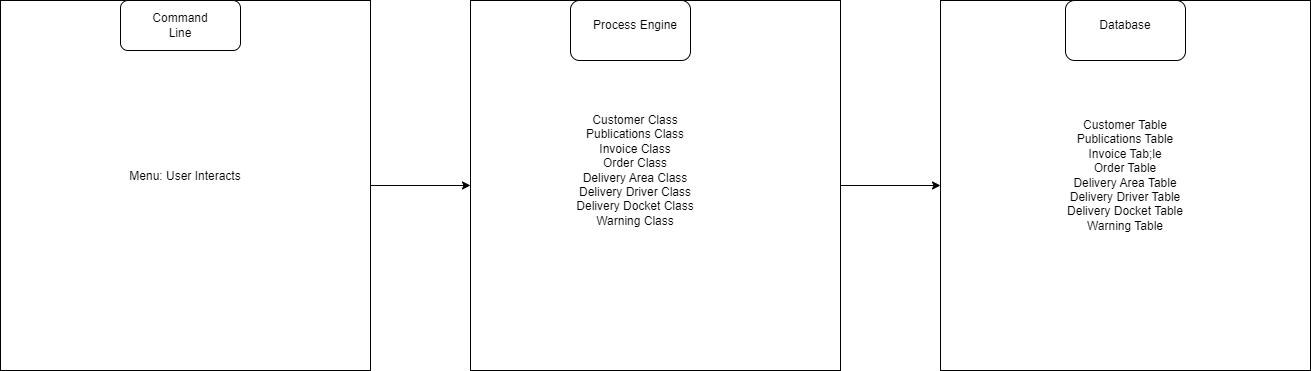 Command
Line
Menu: User Interacts
Process Engine
Customer Class
Publications Class
Invoice Class
Order Class
Delivery Area Class
Delivery Driver Class
Delivery Docket Class
Warning Class
Database
Customer Table
Publications Table
Invoice Tab;le
Order Table
Delivery Area Table
Delivery Driver Table
Delivery Docket Table
Warning Table